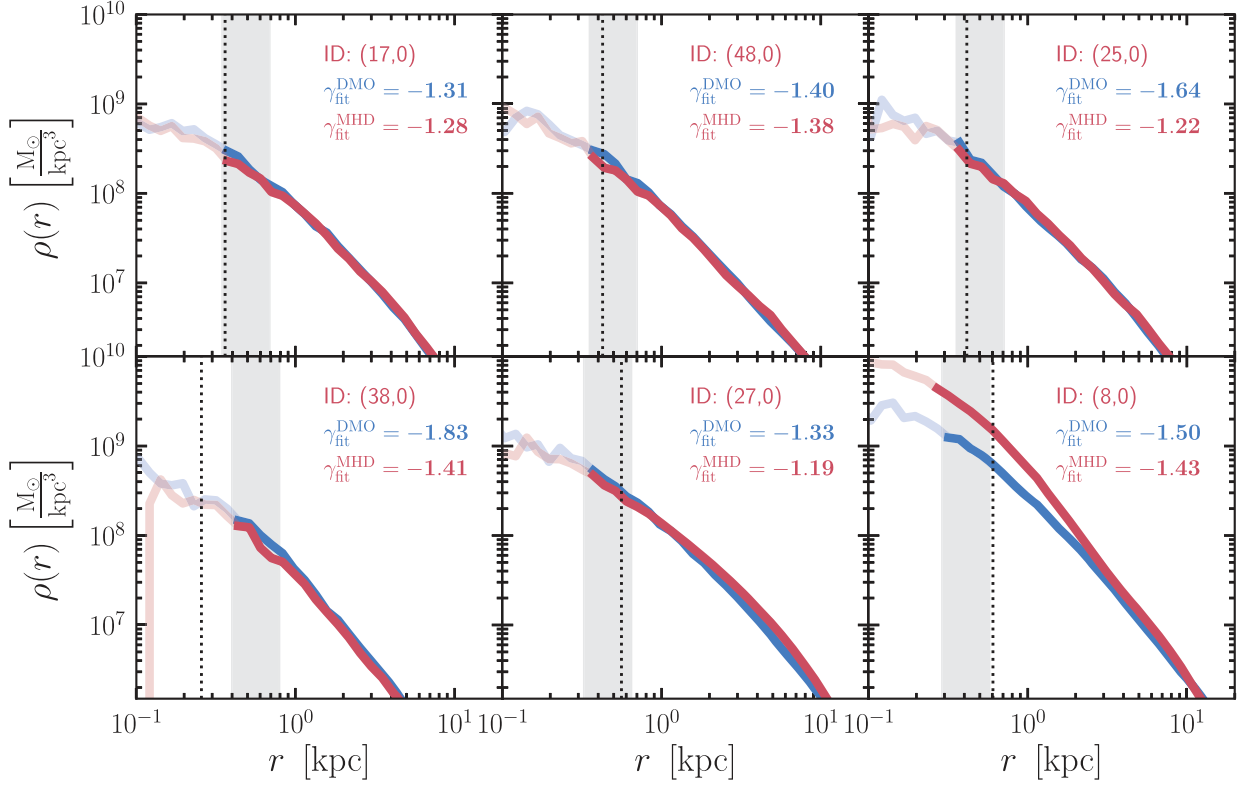 10^10
10^9
10^8
10^7
ρ(r) [M⊙/kpc^3]
ID: (17,0)
γ_fit^DMO = −1.31
γ_fit^MHD = −1.28
ID: (48,0)
γ_fit^DMO = −1.40
γ_fit^MHD = −1.38
ID: (25,0)
γ_fit^DMO = −1.64
γ_fit^MHD = −1.22
10^10
10^9
10^8
10^7
ρ(r) [M⊙/kpc^3]
ID: (38,0)
γ_fit^DMO = −1.83
γ_fit^MHD = −1.41
ID: (27,0)
γ_fit^DMO = −1.33
γ_fit^MHD = −1.19
ID: (8,0)
γ_fit^DMO = −1.50
γ_fit^MHD = −1.43
10^−1 10^0 10^1 10^−1 10^0 10^1 10^−1 10^0 10^1
r [kpc] r [kpc] r [kpc]